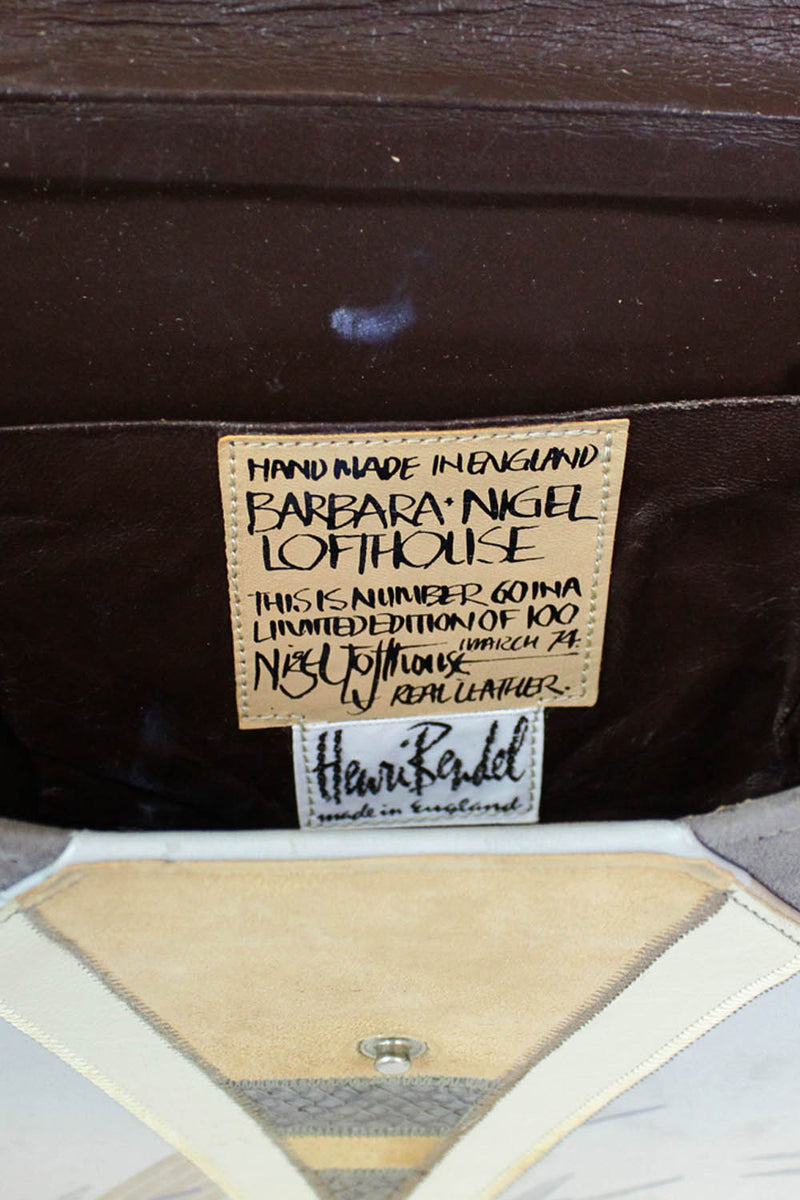 HAND MADE IN ENGLAND
BARBARA · NIGEL
LOFTHOUSE
THIS IS NUMBER 60 IN A
LIMITED EDITION OF 100
Nigel Lofthouse MARCH 74.
REAL LEATHER.
Henri Bendel
made in England